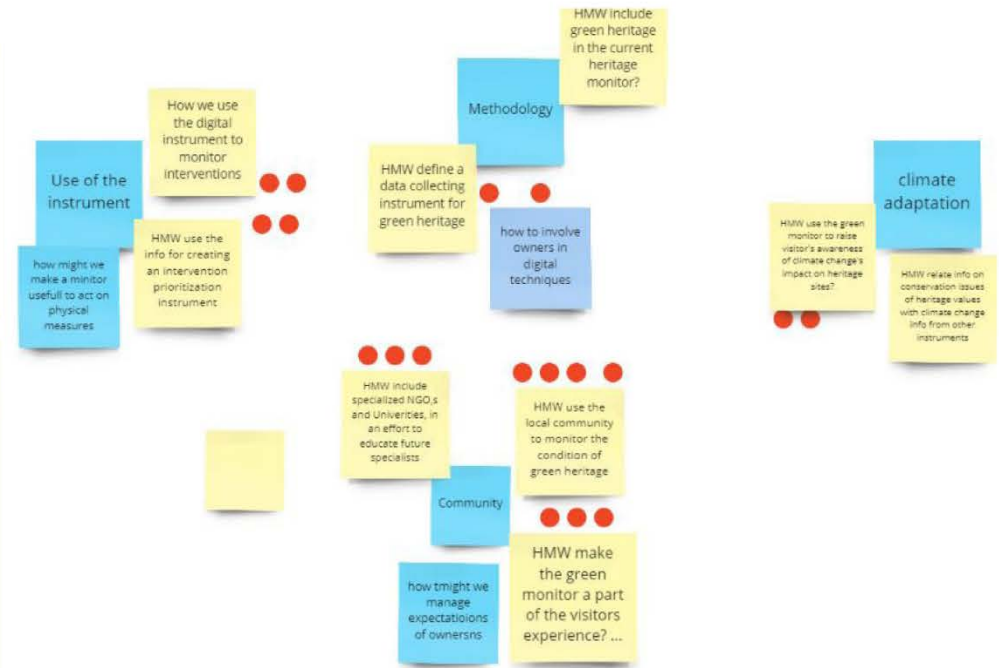 How we use
the digital
instrument to
monitor
interventions
Use of the
instrument
HMW use the
info for creating
an intervention
prioritization
instrument
how might we
make a minitor
usefull to act on
physical
measures
HMW include
green heritage
in the current
heritage
monitor?
Methodology
HMW define a
data collecting
instrument for
green heritage
how to involve
owners in
digital
techniques
climate
adaptation
HMW use the green
monitor to raise
visitor's awareness
of climate change's
impact on heritage
sites?
HMW relate info on
conservation issues
of heritage values
with climate change
info from other
instruments
HMW include
specialized NGO,s
and Univerities, in
an effort to
educate future
specialists
HMW use the
local community
to monitor the
condition of
green heritage
Community
how tmight we
manage
expectatioions
of ownersns
HMW make
the green
monitor a part
of the visitors
experience? ...